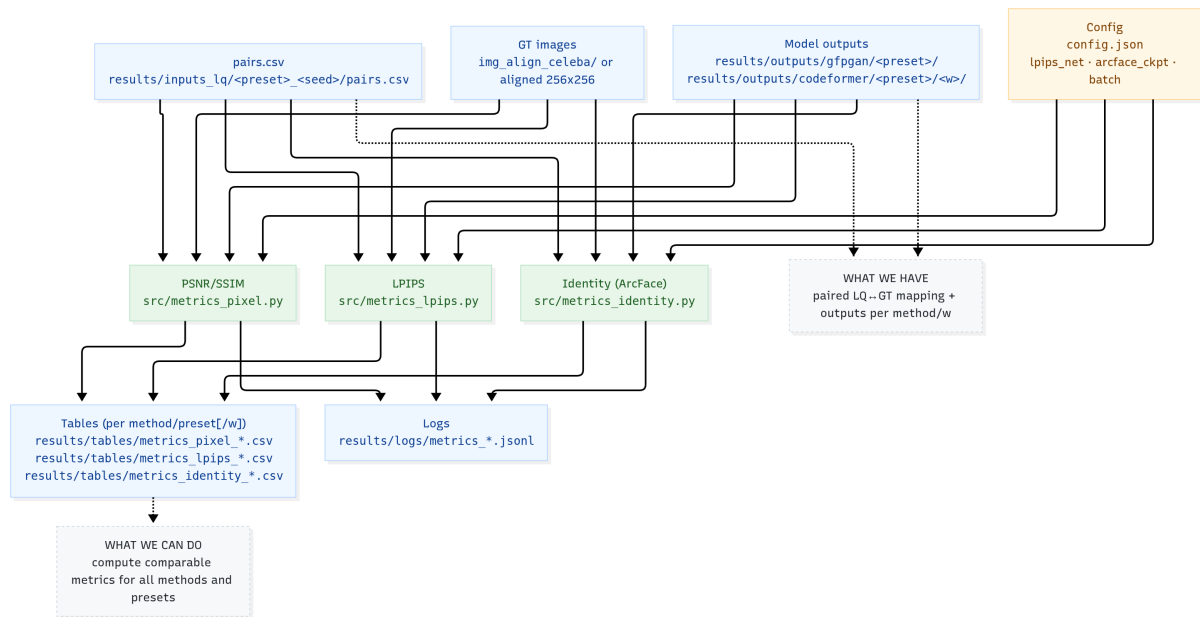 pairs.csv
results/inputs_lq/<preset>_<seed>/pairs.csv
GT images
img_align_celeba/ or
aligned 256x256
Model outputs
results/outputs/gfpgan/<preset>/
results/outputs/codeformer/<preset>/<w>/
Config
config.json
lpips_net · arcface_ckpt ·
batch
PSNR/SSIM
src/metrics_pixel.py
LPIPS
src/metrics_lpips.py
Identity (ArcFace)
src/metrics_identity.py
WHAT WE HAVE
paired LQ↔GT mapping +
outputs per method/w
Tables (per method/preset[/w])
results/tables/metrics_pixel_*.csv
results/tables/metrics_lpips_*.csv
results/tables/metrics_identity_*.csv
Logs
results/logs/metrics_*.jsonl
WHAT WE CAN DO
compute comparable
metrics for all methods and
presets